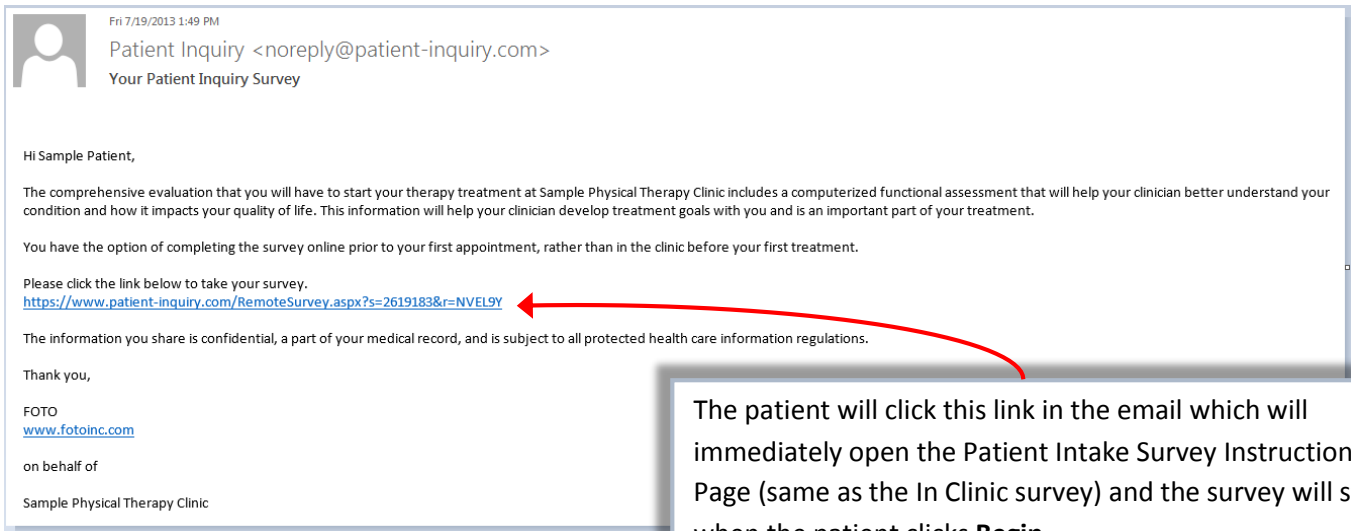 Fri 7/19/2013 1:49 PM
Patient Inquiry <noreply@patient-inquiry.com>
Your Patient Inquiry Survey
Hi Sample Patient,
The comprehensive evaluation that you will have to start your therapy treatment at Sample Physical Therapy Clinic includes a computerized functional assessment that will help your clinician better understand your
condition and how it impacts your quality of life. This information will help your clinician develop treatment goals with you and is an important part of your treatment.
You have the option of completing the survey online prior to your first appointment, rather than in the clinic before your first treatment.
Please click the link below to take your survey.
https://www.patient-inquiry.com/RemoteSurvey.aspx?s=2619183&r=NVEL9Y
The information you share is confidential, a part of your medical record, and is subject to all protected health care information regulations.
Thank you,
FOTO
www.fotoinc.com
on behalf of
Sample Physical Therapy Clinic
The patient will click this link in the email which will
immediately open the Patient Intake Survey Instruction
Page (same as the In Clinic survey) and the survey will
when the patient clicks Begin